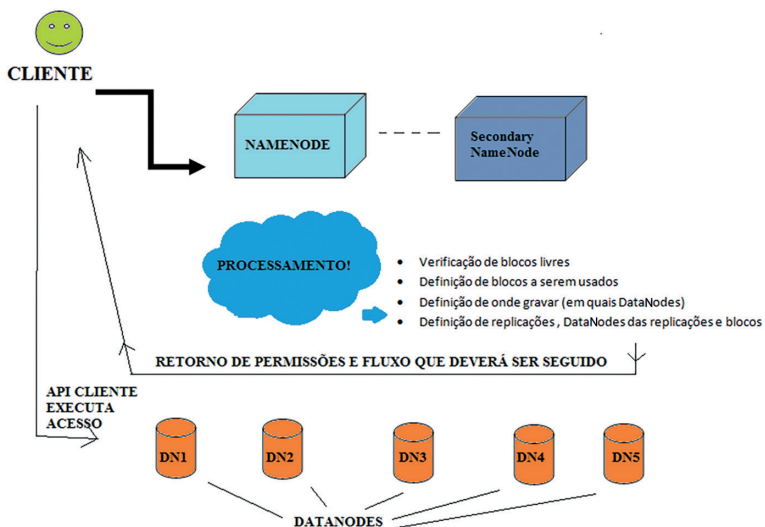 CLIENTE
NAMENODE
Secondary
NameNode
PROCESSAMENTO!
• Verificação de blocos livres
• Definição de blocos a serem usados
• Definição de onde gravar (em quais DataNodes)
• Definição de replicações , DataNodes das replicações e blocos
RETORNO DE PERMISSÕES E FLUXO QUE DEVERÁ SER SEGUIDO
API CLIENTE
EXECUTA
ACESSO
DN1
DN2
DN3
DN4
DN5
DATANODES